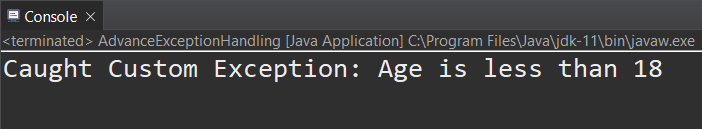 Console
<terminated> AdvanceExceptionHandling [Java Application] C:\Program Files\Java\jdk-11\bin\javaw.exe
Caught Custom Exception: Age is less than 18